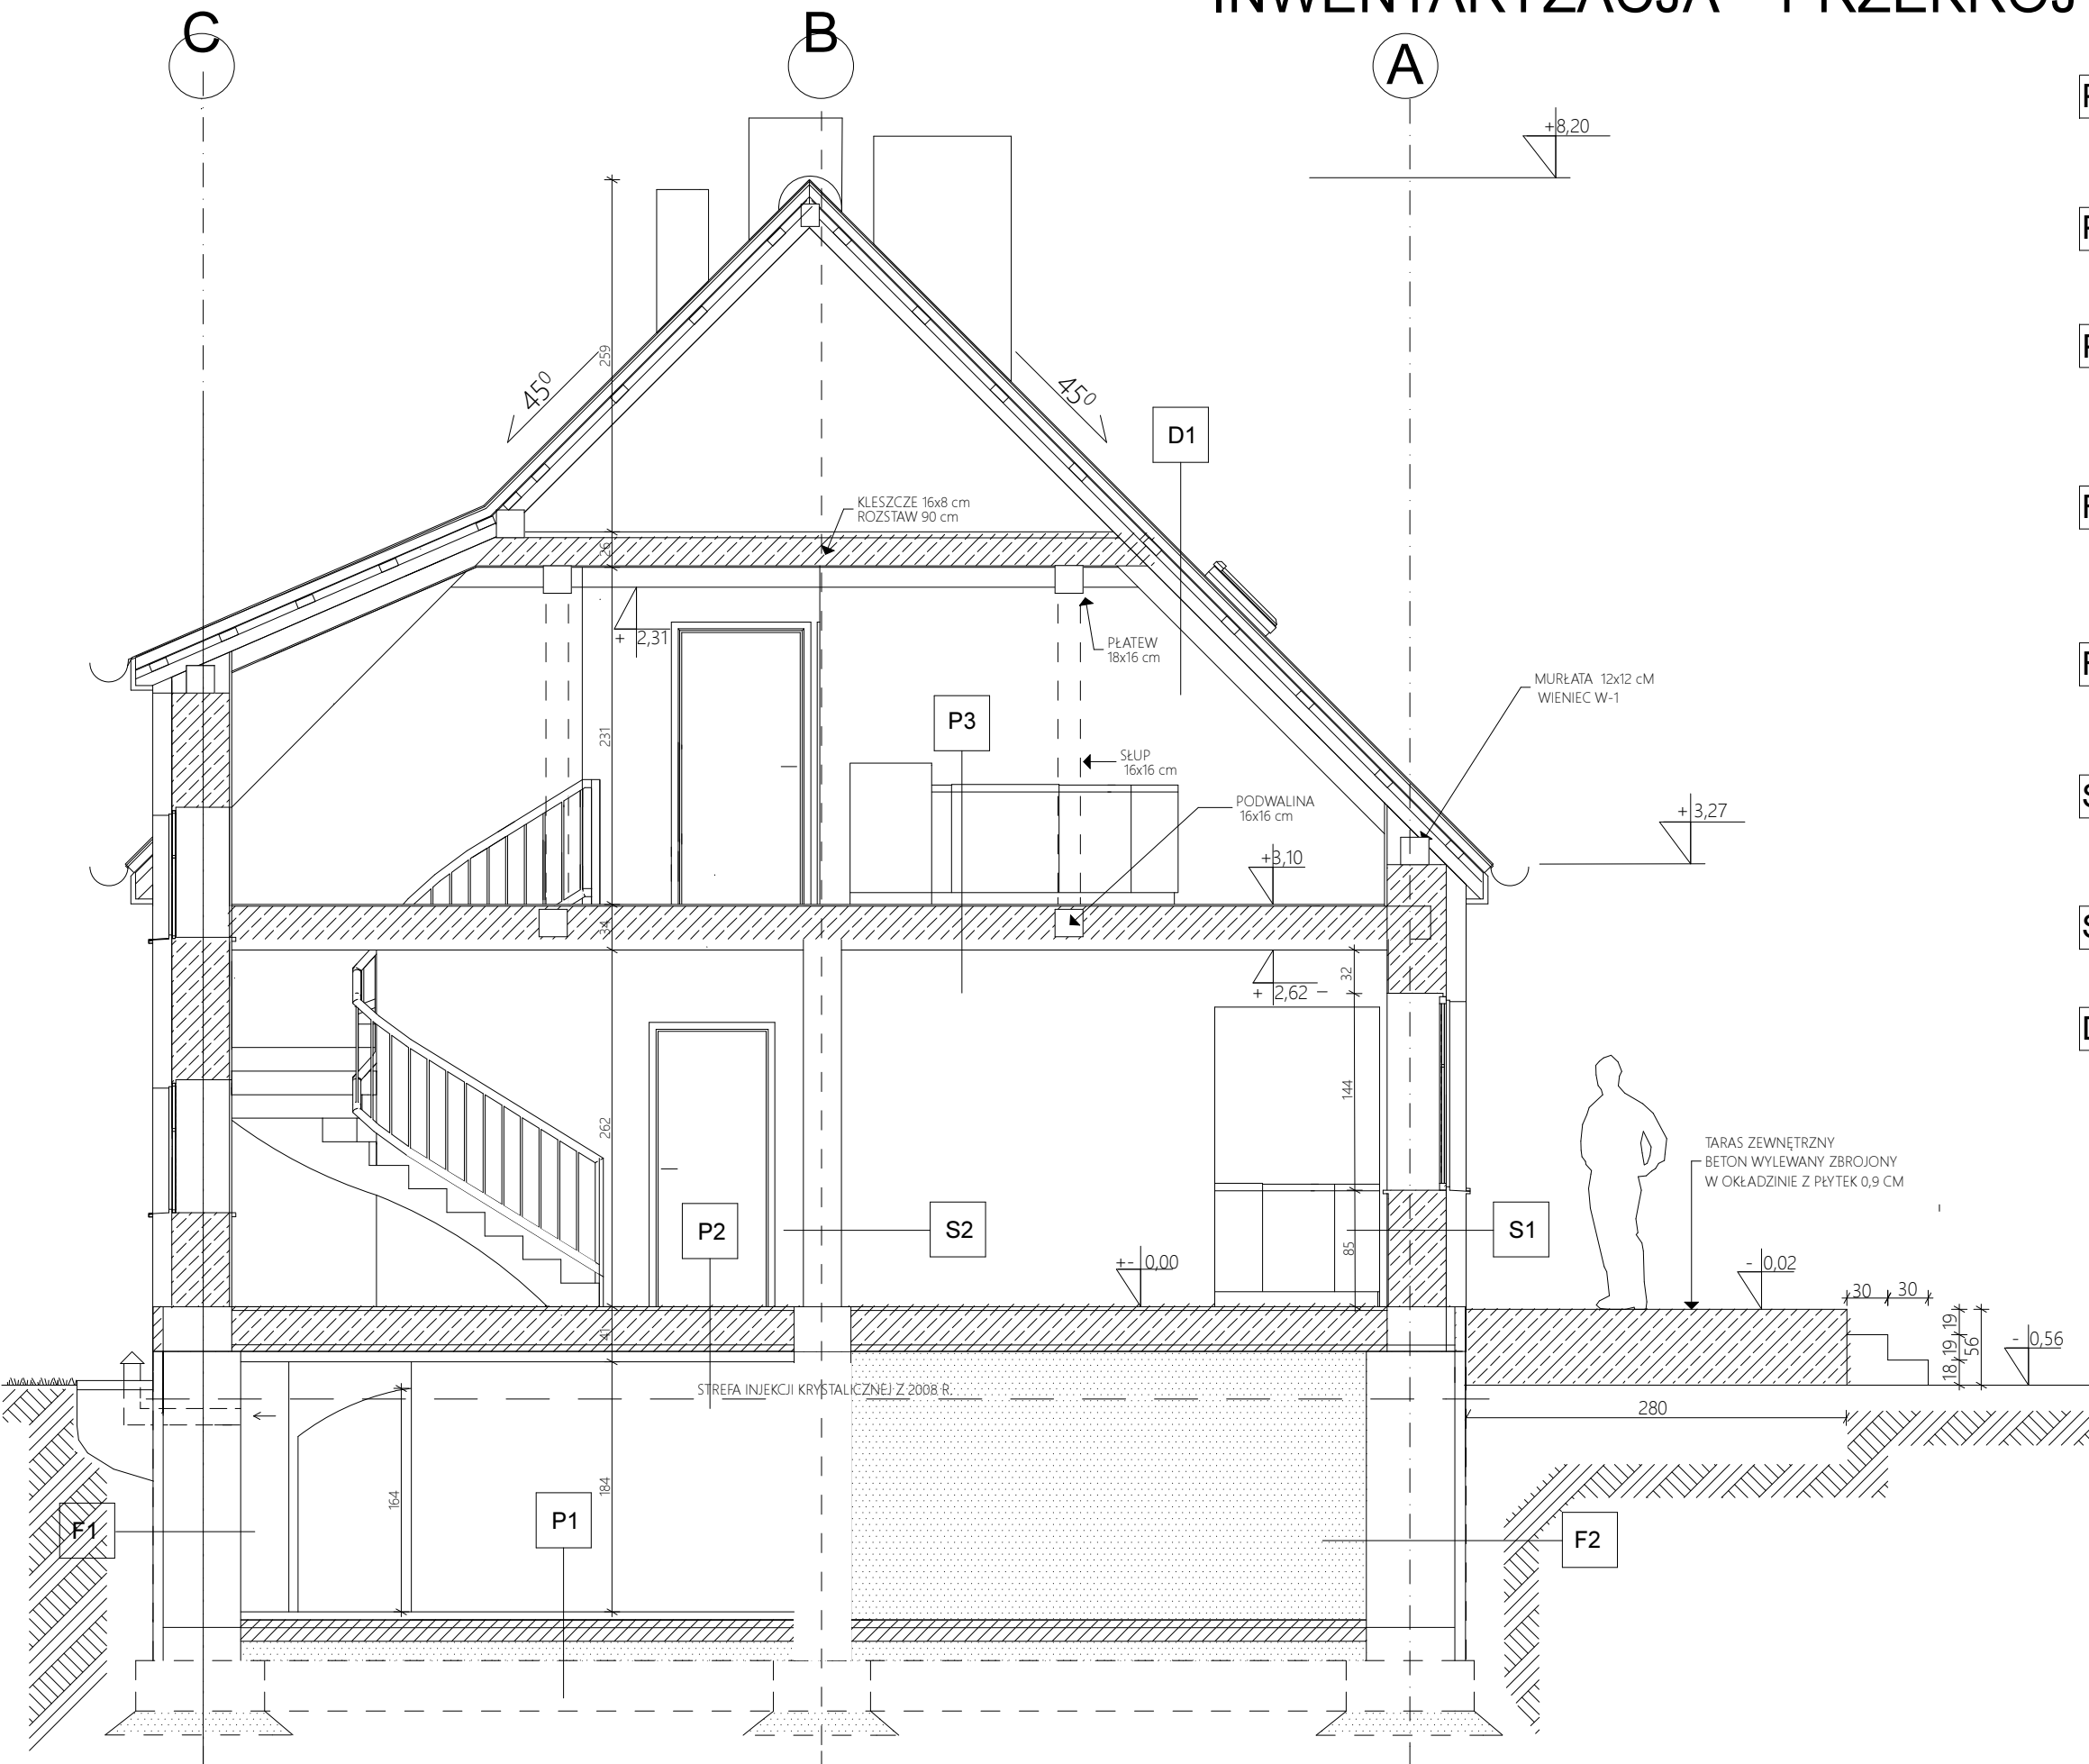 INWENTARYZACJA - PRZEKRÓJ
C
B
A
+8,20
45⁰
259
45⁰
D1
KLESZCZE 16x8 cm
ROZSTAW 90 cm
26
+ 2,31
PŁATEW
18x16 cm
MURŁATA 12x12 cM
WIENIEC W-1
P3
231
SŁUP
16x16 cm
PODWALINA
16x16 cm
+3,27
+3,10
34
+ 2,62
32
262
144
TARAS ZEWNĘTRZNY
BETON WYLEWANY ZBROJONY
W OKŁADZINIE Z PŁYTEK 0,9 CM
P2
S2
S1
85
+- 0,00
- 0,02
30 30
41
18 19 19
56
- 0,56
STREFA INJEKCJI KRYSTALICZNEJ Z 2008 R.
280
164
184
F1
P1
F2